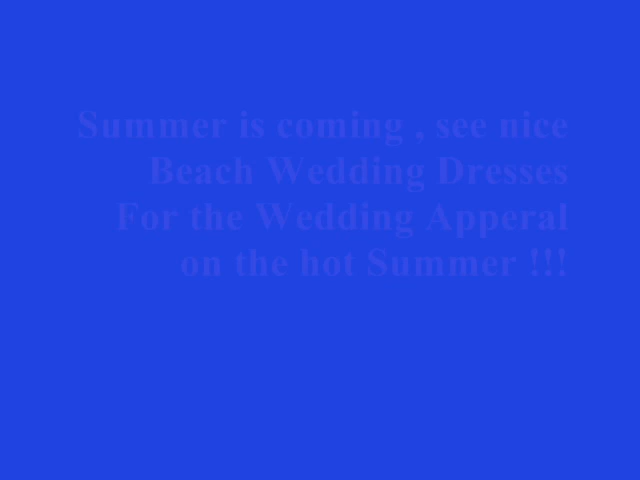 Summer is coming , see nice
Beach Wedding Dresses
For the Wedding Apperal
on the hot Summer !!!